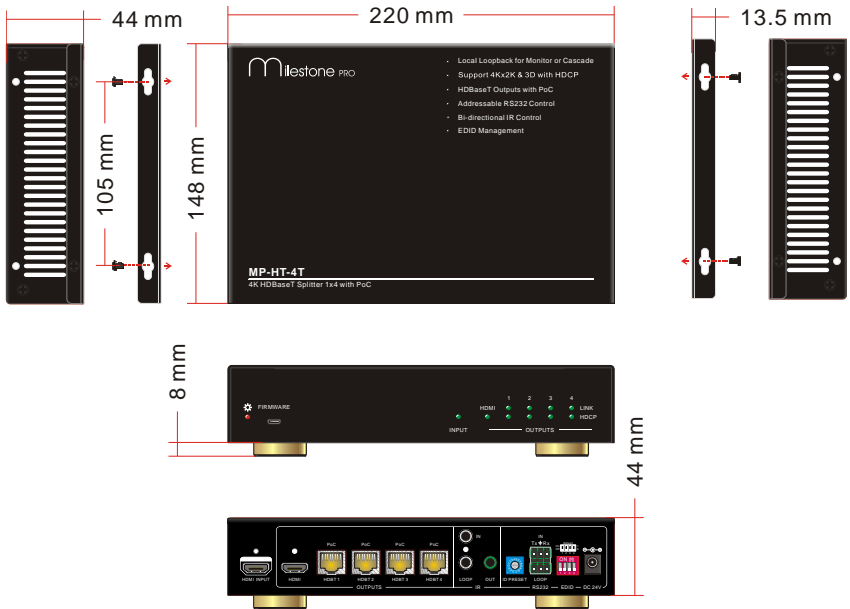 44 mm
220 mm
13.5 mm
Milestone PRO
· Local Loopback for Monitor or Cascade
· Support 4Kx2K & 3D with HDCP
· HDBaseT Outputs with PoC
· Addressable RS232 Control
· Bi-directional IR Control
· EDID Management
105 mm
148 mm
MP-HT-4T
4K HDBaseT Splitter 1x4 with PoC
8 mm
FIRMWARE
1 2 3 4
HDMI LINK
HDCP
INPUT OUTPUTS
44 mm
PoC PoC PoC PoC
IN
IN
Tx Rx
ON
HDMI INPUT HDMI HDBT 1 HDBT 2 HDBT 3 HDBT 4 LOOP OUT ID PRESET LOOP
OUTPUTS IR RS232 EDID DC 24V